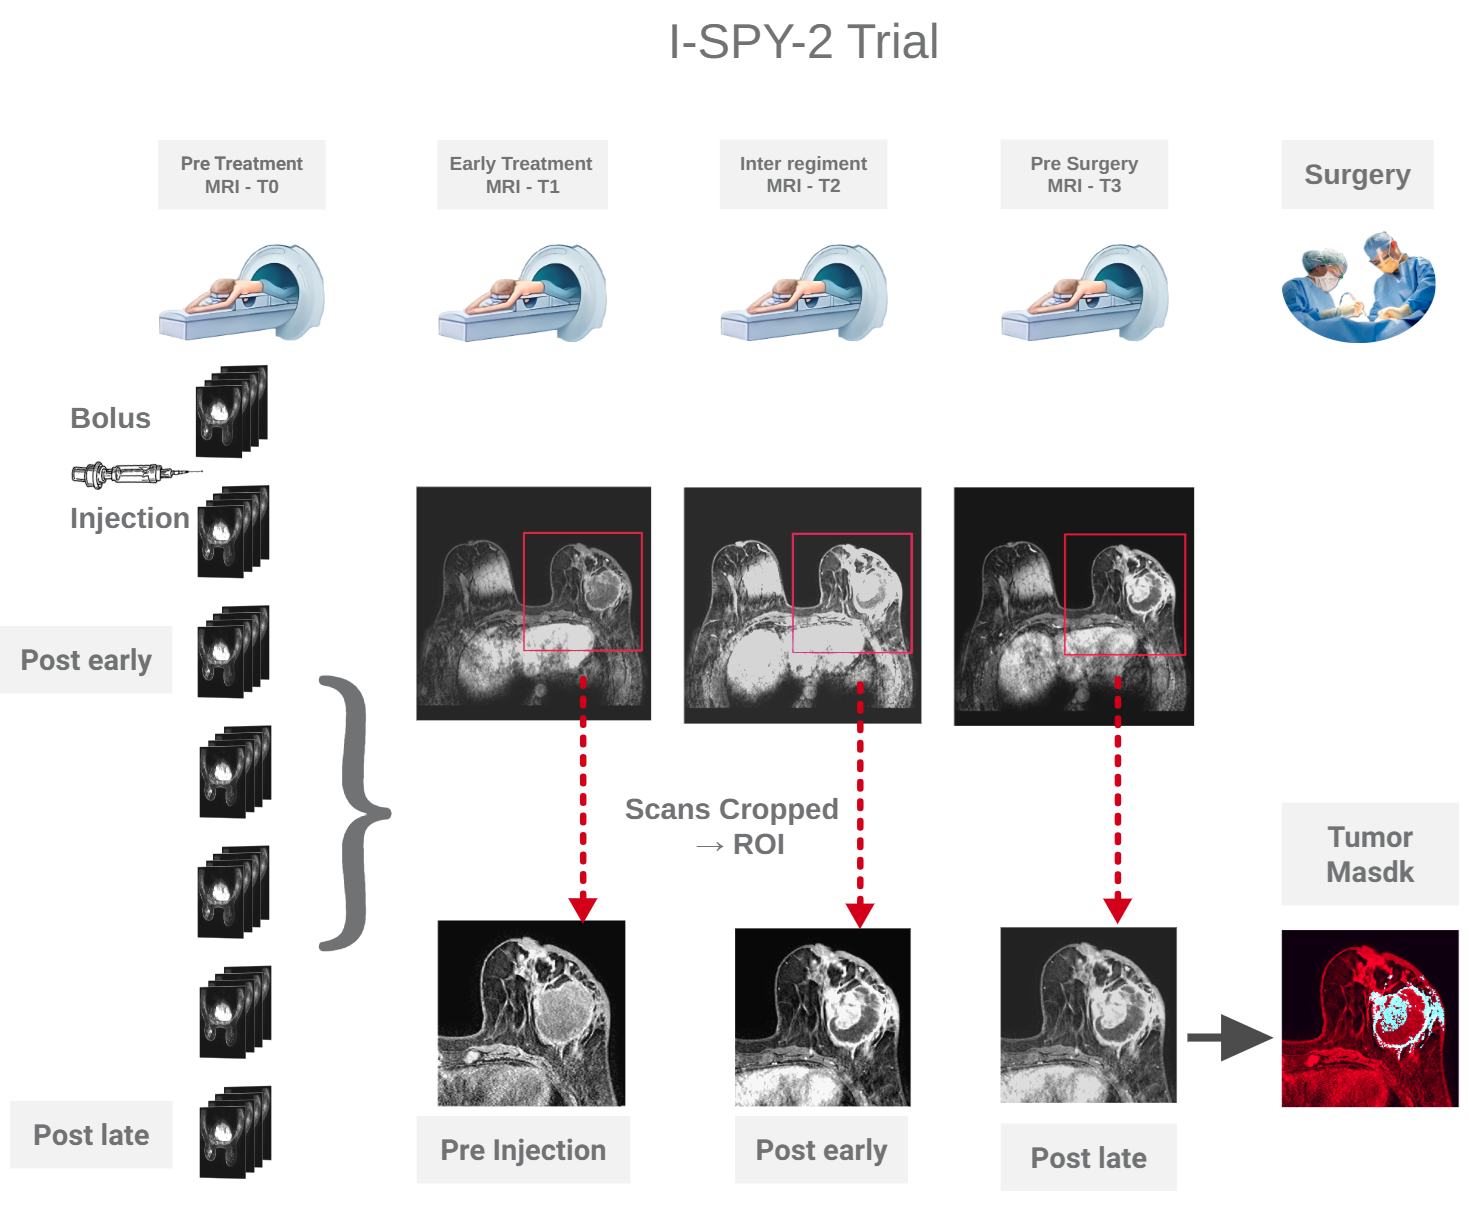 I-SPY-2 Trial
Pre Treatment
MRI - T0
Early Treatment
MRI - T1
Inter regiment
MRI - T2
Pre Surgery
MRI - T3
Surgery
Bolus
Injection
Post early
Scans Cropped
→ ROI
Tumor
Masdk
Post late
Pre Injection
Post early
Post late